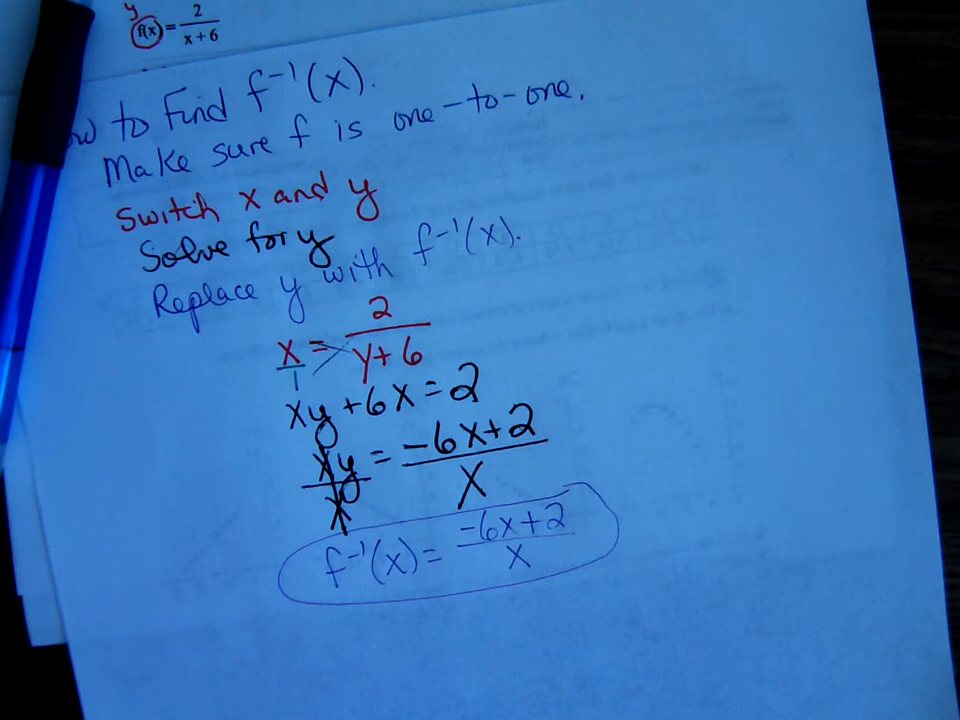 y
f(x) = 2/(x + 6)
to Find f⁻¹(x).
Make sure f is one-to-one.
Switch x and y
Solve for y
Replace y with f⁻¹(x).
x/1 = 2/(y+6)
xy + 6x = 2
xy/x = (-6x+2)/x
f⁻¹(x) = (-6x+2)/x